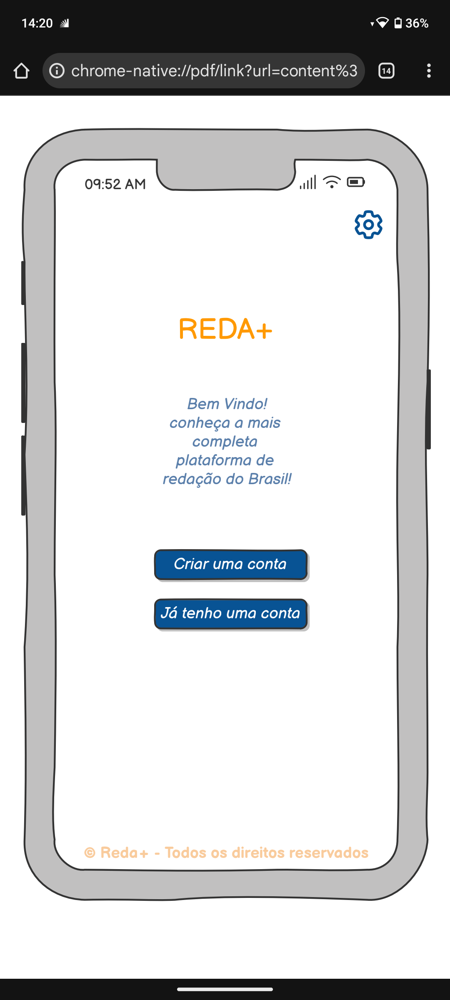 14:20
36%
chrome-native://pdf/link?url=content%3
14
09:52 AM
REDA+
Bem Vindo!
conheça a mais
completa
plataforma de
redação do Brasil!
Criar uma conta
Já tenho uma conta
© Reda+ - Todos os direitos reservados